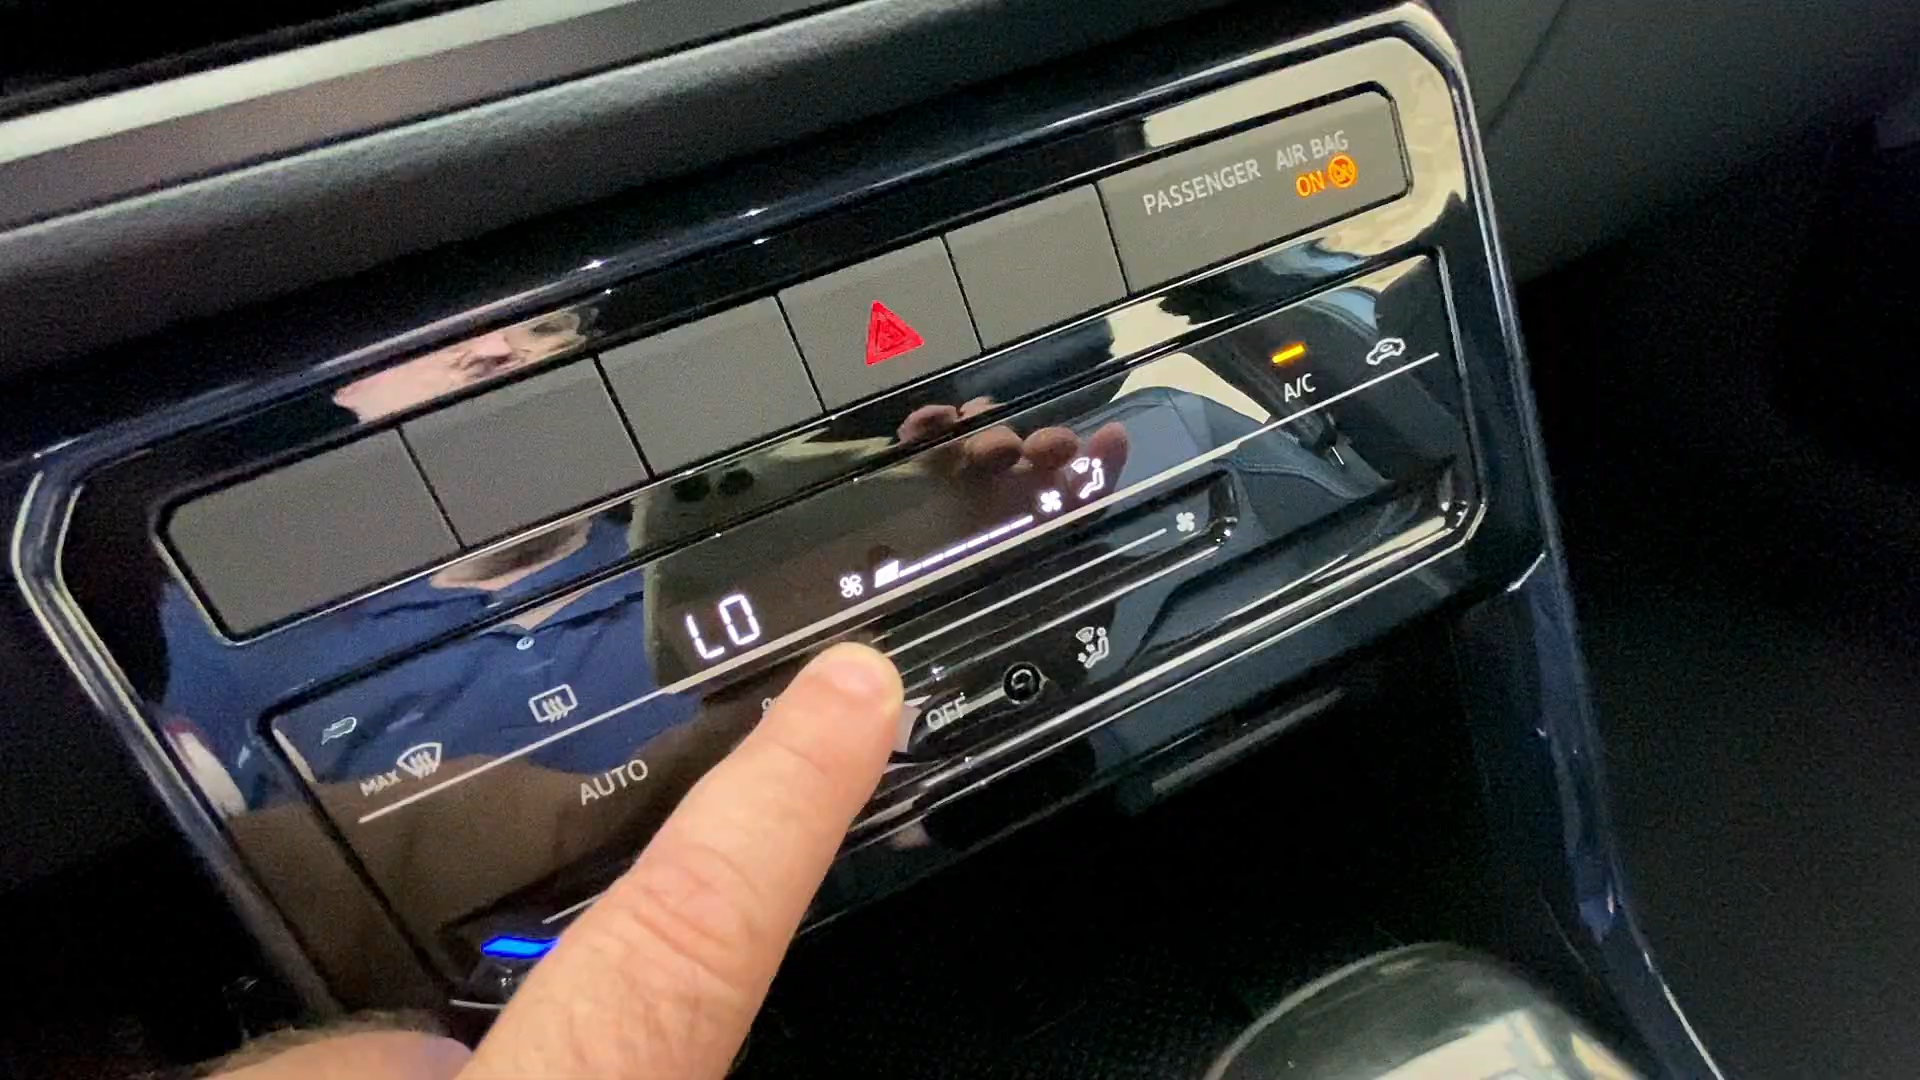 PASSENGER AIR BAG
ON
A/C
LO
OFF
MAX
AUTO